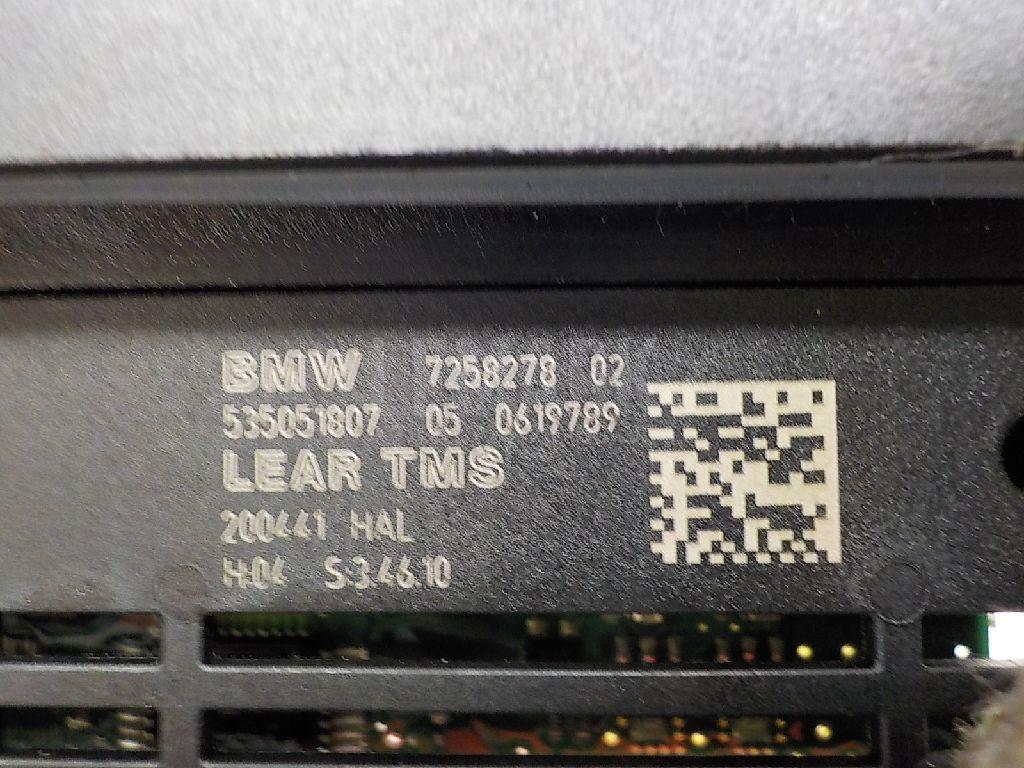 BMW 7258278 02
535051807 05 0619789
LEAR TMS
200441 HAL
H:04 S:3.46.10